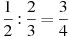 1/2 : 2/3 = 3/4